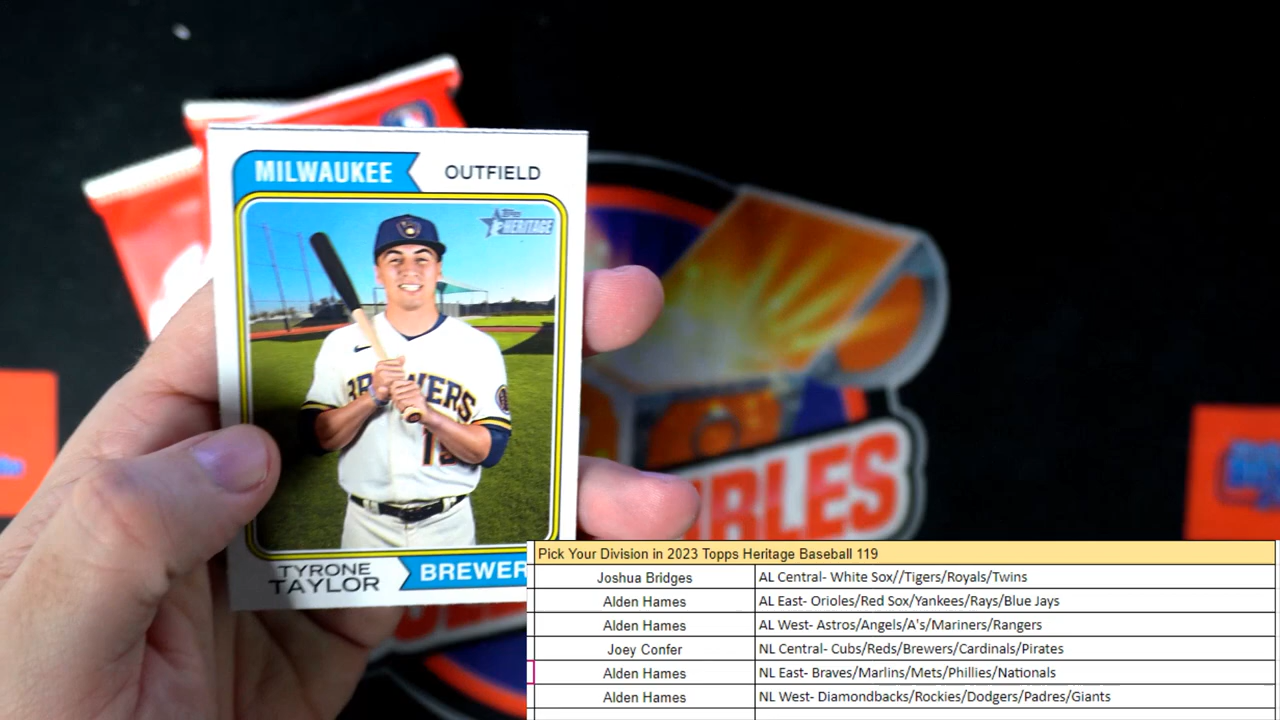 MILWAUKEE OUTFIELD
Topps
HERITAGE
BREWERS
TYRONE
TAYLOR
BREWER
IBLES
Pick Your Division in 2023 Topps Heritage Baseball 119
Joshua Bridges AL Central- White Sox//Tigers/Royals/Twins
Alden Hames AL East- Orioles/Red Sox/Yankees/Rays/Blue Jays
Alden Hames AL West- Astros/Angels/A's/Mariners/Rangers
Joey Confer NL Central- Cubs/Reds/Brewers/Cardinals/Pirates
Alden Hames NL East- Braves/Marlins/Mets/Phillies/Nationals
Alden Hames NL West- Diamondbacks/Rockies/Dodgers/Padres/Giants